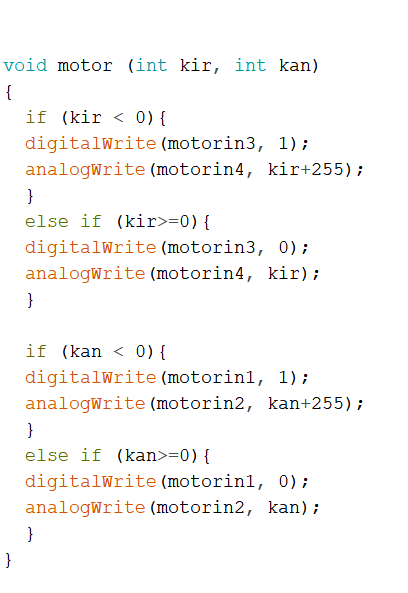 void motor (int kir, int kan)
{
  if (kir < 0){
  digitalWrite(motorin3, 1);
  analogWrite(motorin4, kir+255);
  }
  else if (kir>=0){
  digitalWrite(motorin3, 0);
  analogWrite(motorin4, kir);
  }

  if (kan < 0){
  digitalWrite(motorin1, 1);
  analogWrite(motorin2, kan+255);
  }
  else if (kan>=0){
  digitalWrite(motorin1, 0);
  analogWrite(motorin2, kan);
  }
}